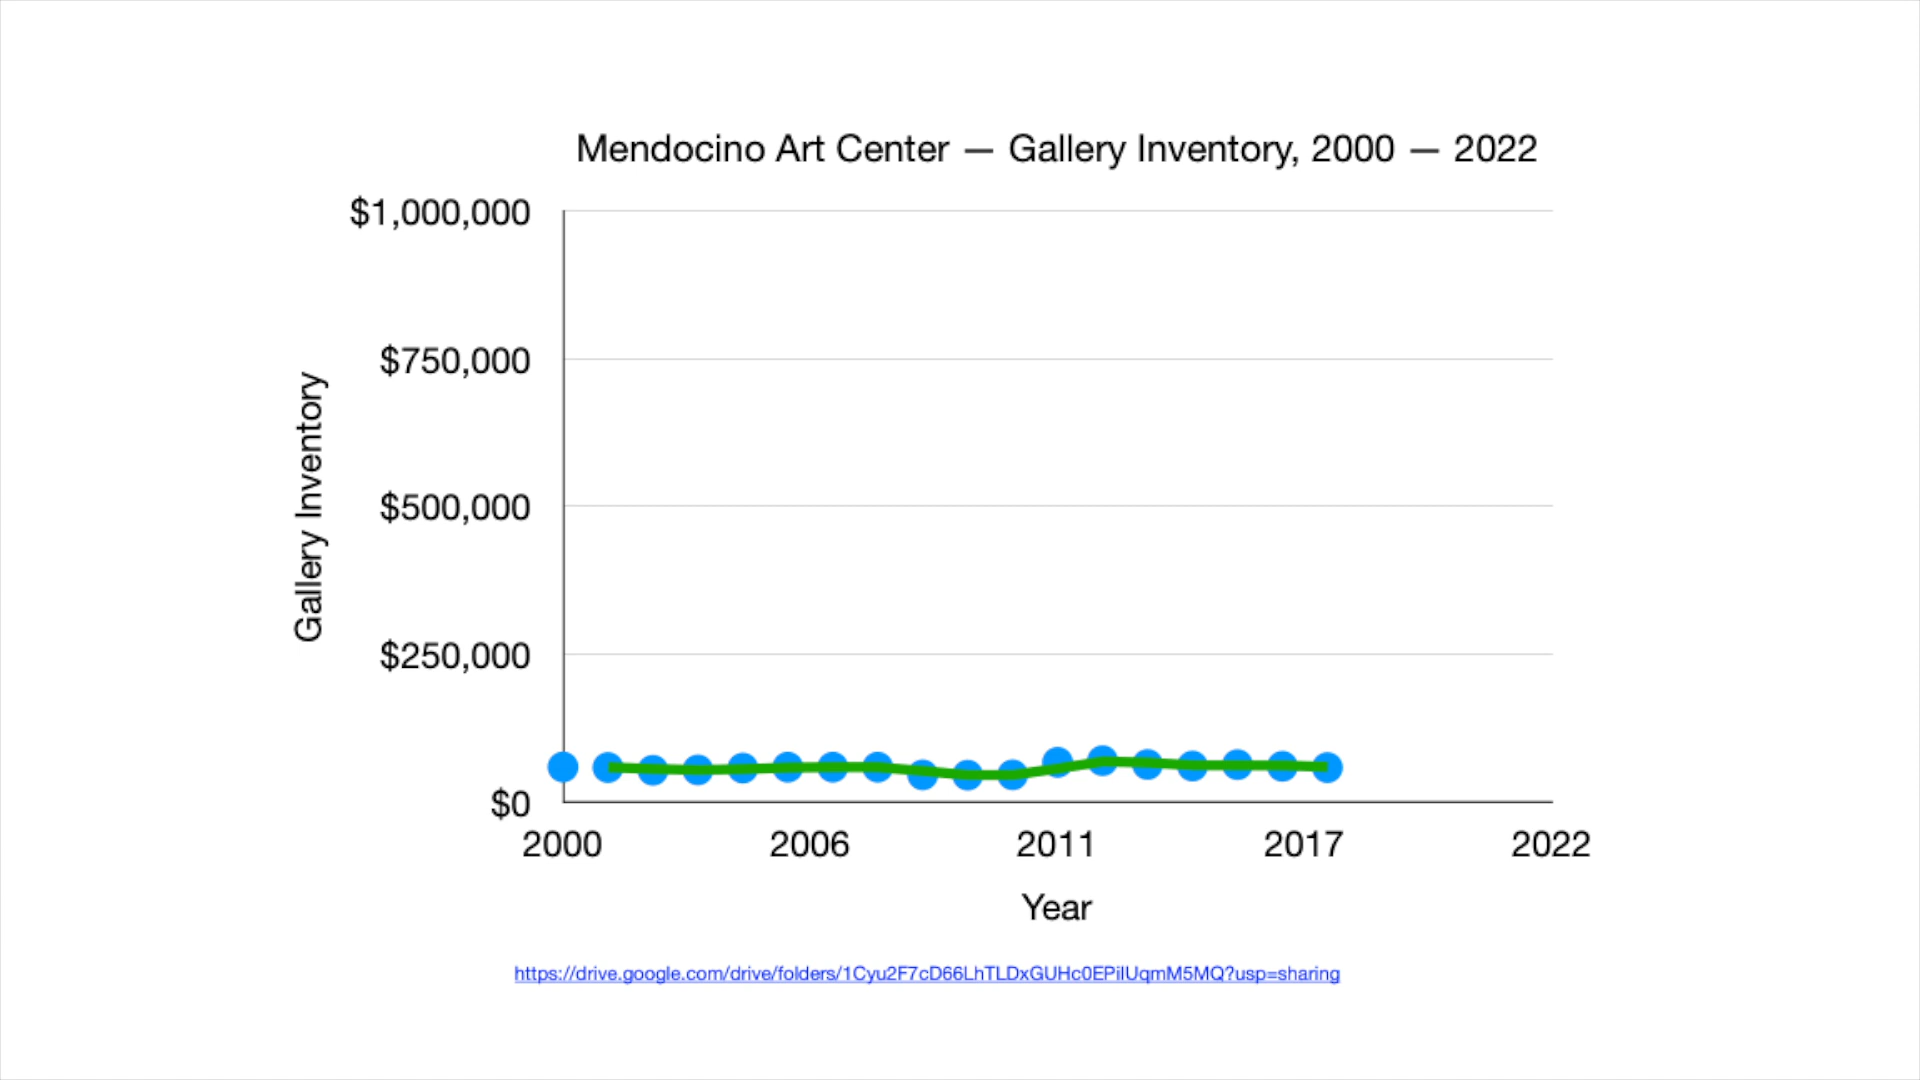 Mendocino Art Center — Gallery Inventory, 2000 — 2022
$1,000,000
$750,000
$500,000
$250,000
$0
Gallery Inventory
2000 2006 2011 2017 2022
Year
https://drive.google.com/drive/folders/1Cyu2F7cD66LhTLDxGUHc0EPilUqmM5MQ?usp=sharing